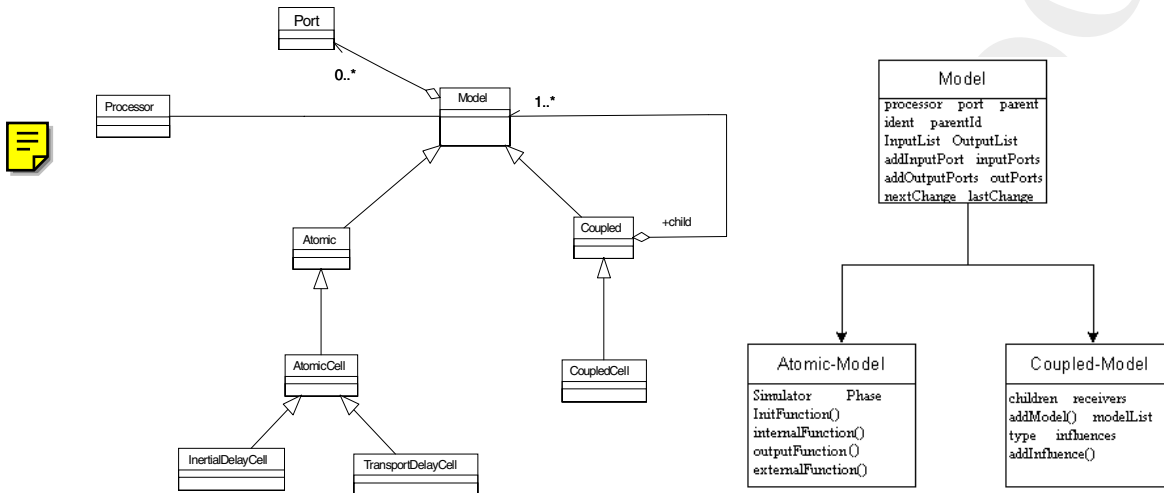 Port
0..*
Processor
Model
1..*
Atomic
Coupled
+child
AtomicCell
CoupledCell
InertialDelayCell
TransportDelayCell
Model
processor port parent
ident parentId
InputList OutputList
addInputPort inputPorts
addOutputPorts outPorts
nextChange lastChange
Atomic-Model
Simulator Phase
InitFunction()
internalFunction()
outputFunction()
externalFunction()
Coupled-Model
children receivers
addModel() modelList
type influences
addInfluence()